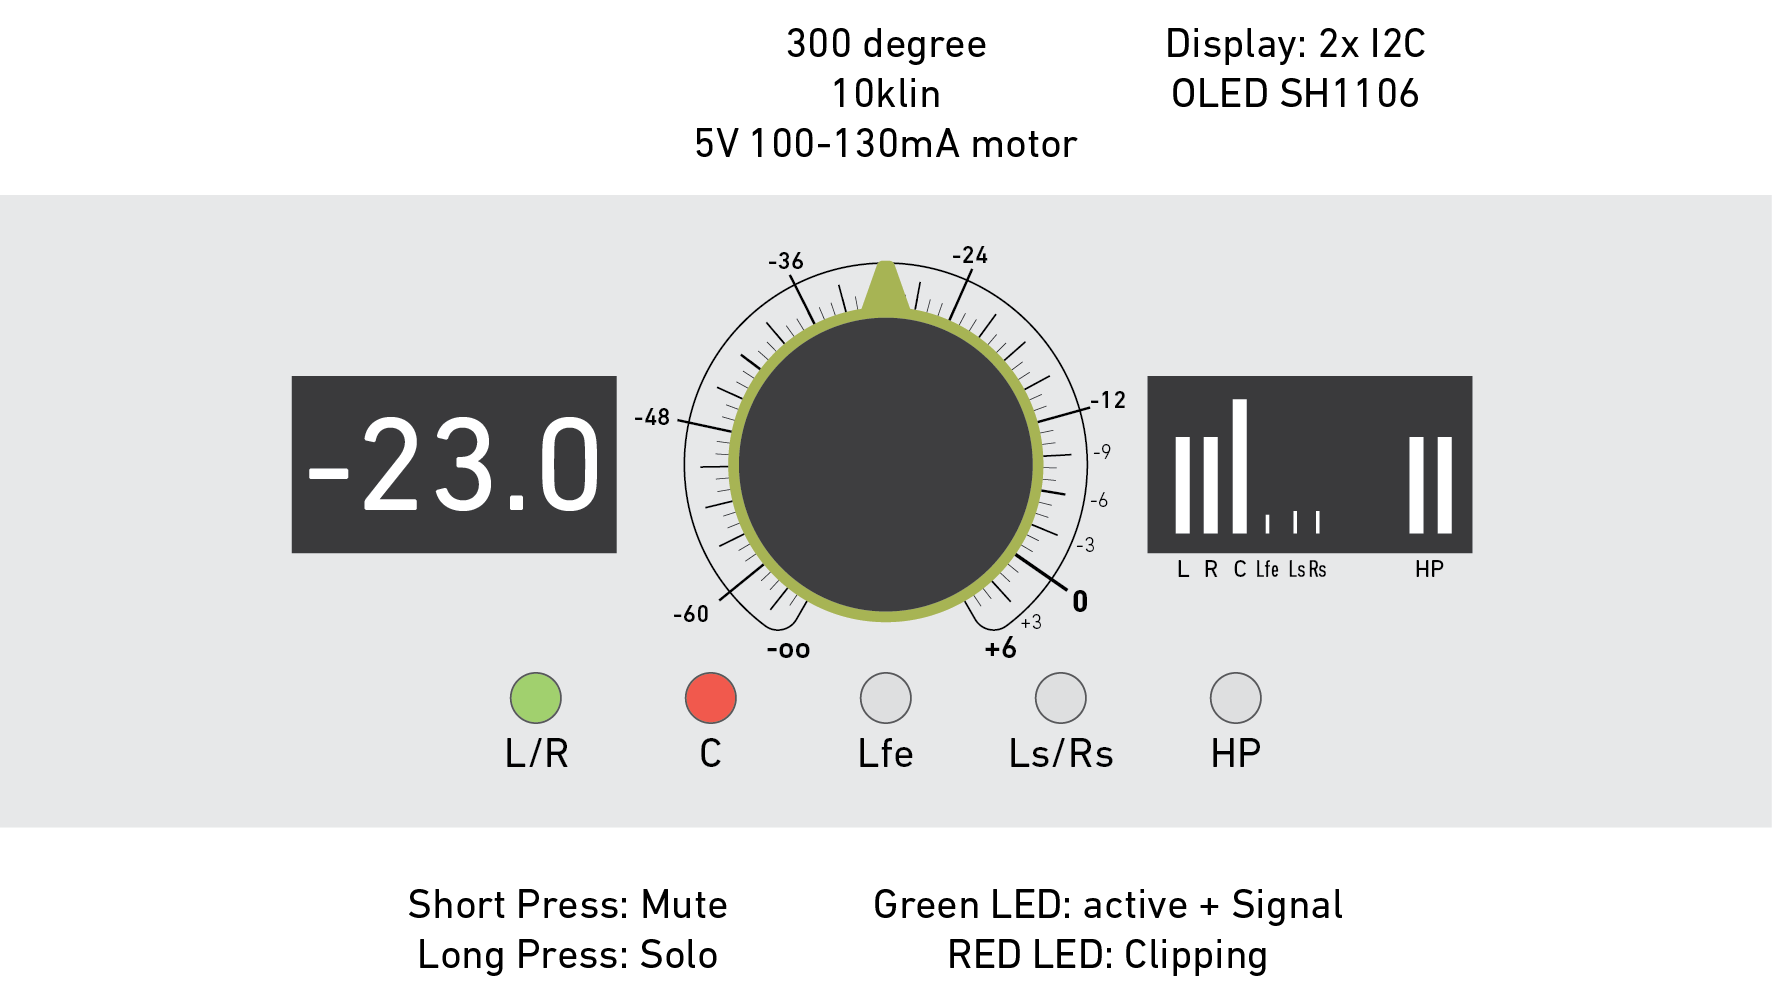 300 degree
10klin
5V 100-130mA motor
Display: 2x I2C
OLED SH1106
-36
-24
-48
-12
-9
-6
-3
0
+3
+6
-60
-oo
-23.0
L R C Lfe Ls Rs HP
L/R
C
Lfe
Ls/Rs
HP
Short Press: Mute
Long Press: Solo
Green LED: active + Signal
RED LED: Clipping